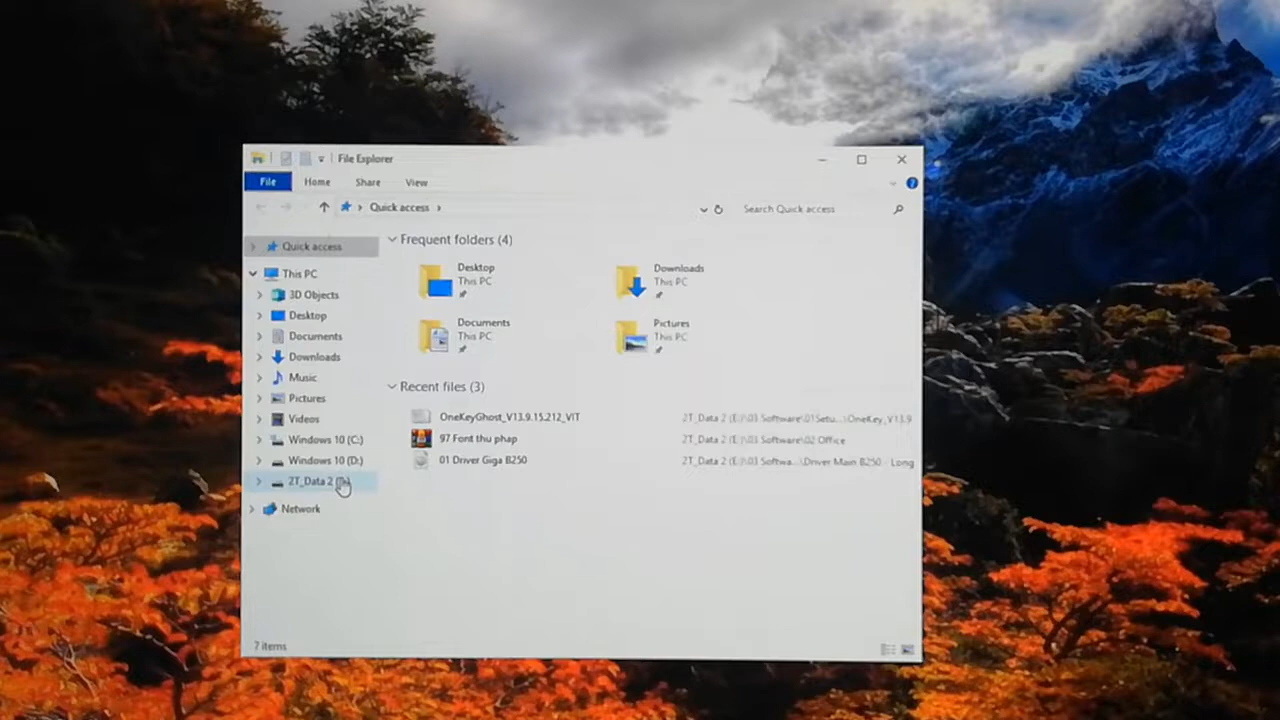 File Explorer
File Home Share View
Quick access Search Quick access
Quick access
This PC
3D Objects
Desktop
Documents
Downloads
Music
Pictures
Videos
Windows 10 (C:)
Windows 10 (D:)
2T_Data 2
Network
Frequent folders (4)
Desktop
This PC
Downloads
This PC
Documents
This PC
Pictures
This PC
Recent files (3)
OneKeyGhost_V13.9.15.212_VIT 2T_Data 2 (E:)\03 Software\01Setu...\OneKey_V13.9
97 Font thu phap 2T_Data 2 (E:)\03 Software\02 Office
01 Driver Giga B250 2T_Data 2 (E:)\03 Softwa...\Driver Main B250 - Long
7 items